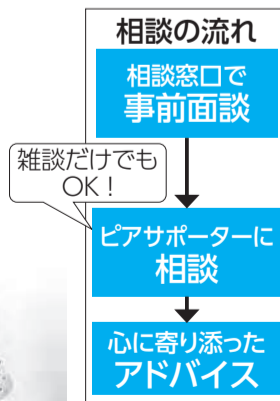 相談の流れ
相談窓口で
事前面談
雑談だけでも
OK！
ピアサポーターに
相談
心に寄り添った
アドバイス